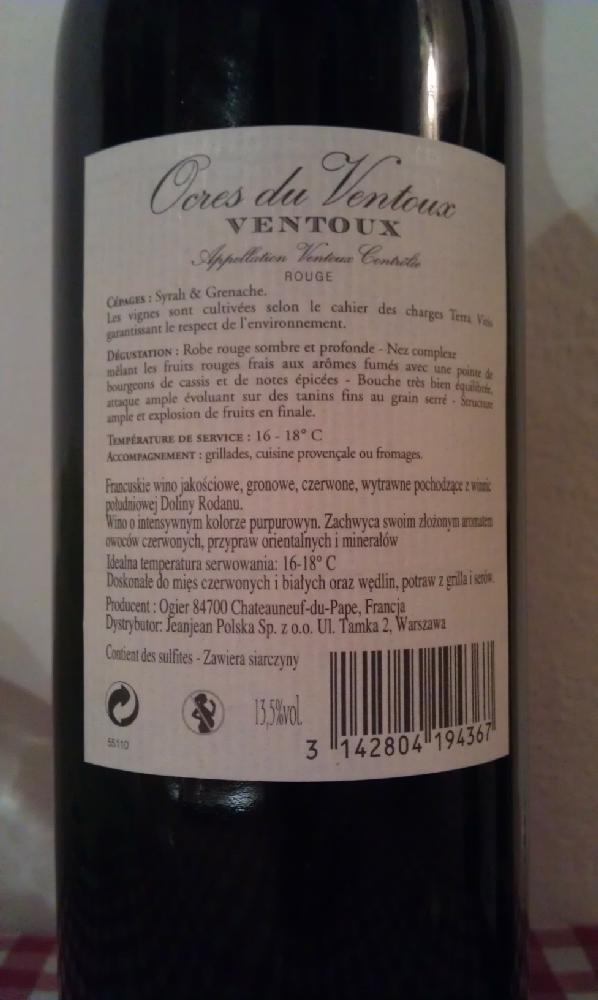 Ocres du Ventoux
VENTOUX
Appellation Ventoux Contrôlée
ROUGE
CÉPAGES : Syrah & Grenache.
Les vignes sont cultivées selon le cahier des charges Terra Vitis
garantissant le respect de l'environnement.
DÉGUSTATION : Robe rouge sombre et profonde - Nez complexe
mêlant les fruits rouges frais aux arômes fumés avec une pointe de
bourgeons de cassis et de notes épicées - Bouche très bien équilibrée,
attaque ample évoluant sur des tanins fins au grain serré - Structure
ample et explosion de fruits en finale.
TEMPÉRATURE DE SERVICE : 16 - 18° C
ACCOMPAGNEMENT : grillades, cuisine provençale ou fromages.
Francuskie wino jakościowe, gronowe, czerwone, wytrawne pochodzące z winnic
południowej Doliny Rodanu.
Wino o intensywnym kolorze purpurowyn. Zachwyca swoim złożonym aromatem
owoców czerwonych, przypraw orientalnych i minerałów
Idealna temperatura serwowania: 16-18° C
Doskonałe do mięs czerwonych i białych oraz wędlin, potraw z grilla i serów.
Producent : Ogier 84700 Chateauneuf-du-Pape, Francja
Dystrybutor: Jeanjean Polska Sp. z o.o. Ul. Tamka 2, Warszawa
Contient des sulfites - Zawiera siarczyny
13,5%vol.
55110
3 142804 194367